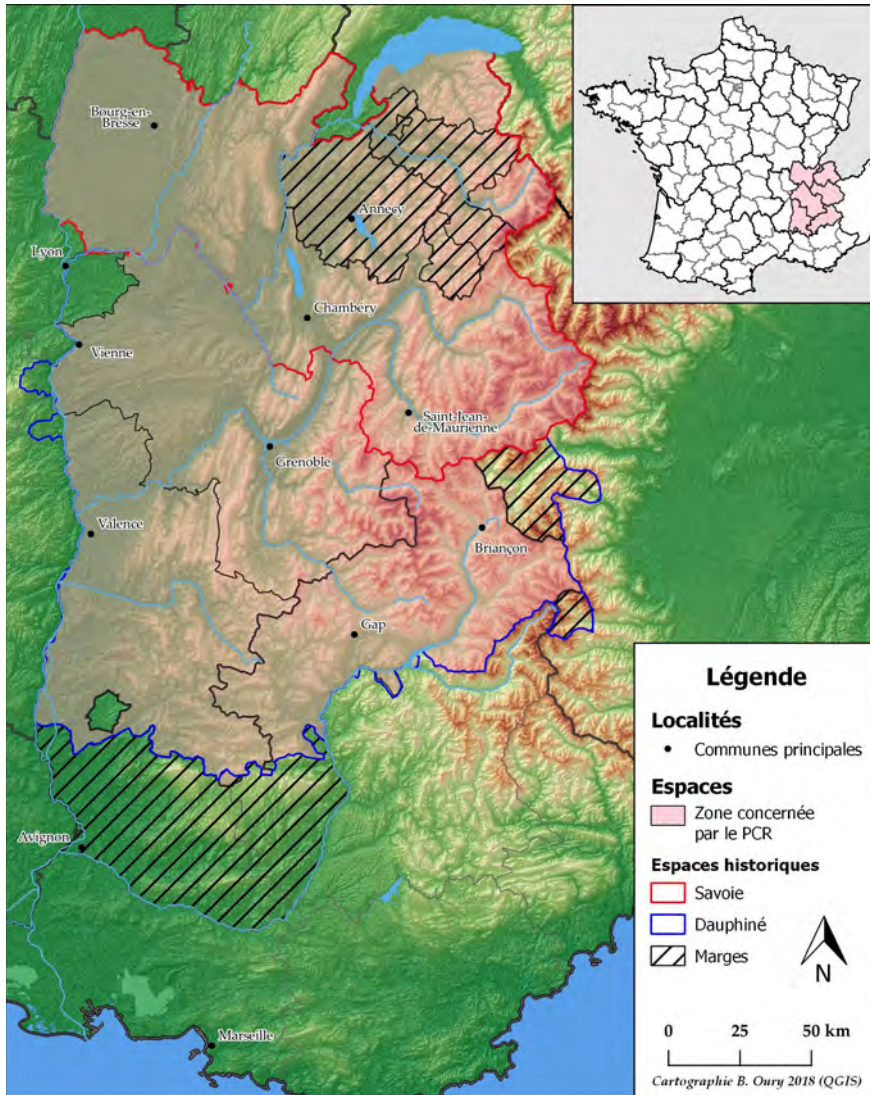 Bourg-en-
Bresse
Annecy
Lyon
Chambéry
Vienne
Saint-Jean-
de-Maurienne
Grenoble
Valence
Briançon
Gap
Avignon
Marseille
Légende
Localités
Communes principales
Espaces
Zone concernée
par le PCR
Espaces historiques
Savoie
Dauphiné
Marges
N
0 25 50 km
Cartographie B. Oury 2018 (QGIS)